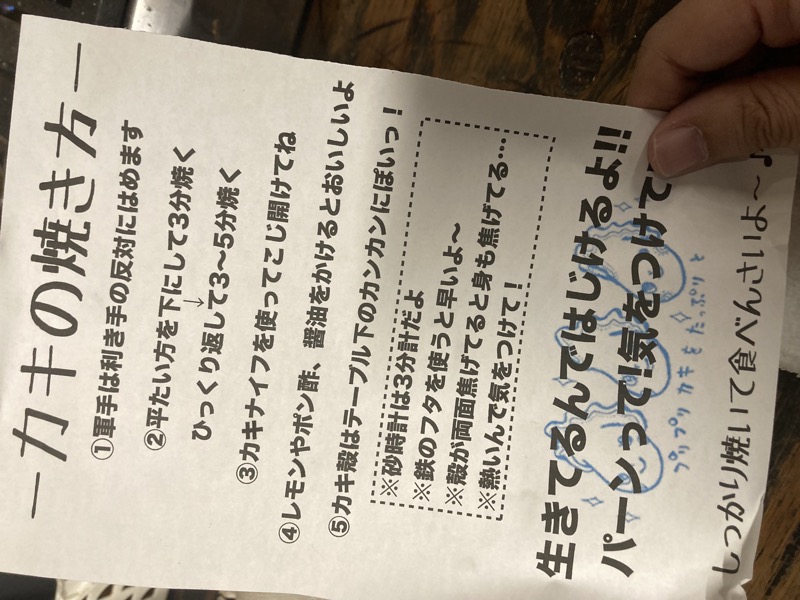 ーカキの焼き方ー
①軍手は利き手の反対にはめます
②平たい方を下にして3分焼く
↓
ひっくり返して3〜5分焼く
③カキナイフを使ってこじ開けてね
④レモンやポン酢、醤油をかけるとおいしいよ
⑤カキ殻はテーブル下のカンカンにぽいっ！
※砂時計は3分計だよ
※鉄のフタを使うと早いよ〜
※殻が両面焦げてると身も焦げてる…
※熱いんで気をつけて！
生きてるんではじけるよ!!
パーンって!気をつけて
プリプリカキをたっぷりと
しっかり焼いて食べんさいよ〜♪